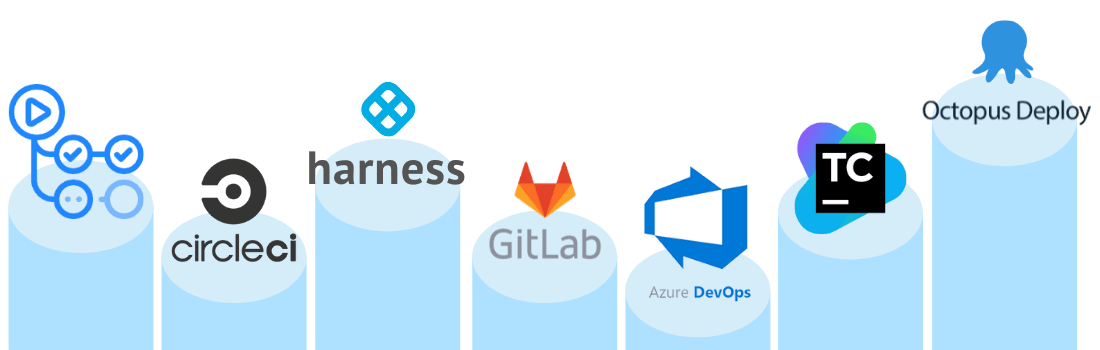 circleci
harness
GitLab
Azure DevOps
TC
Octopus Deploy